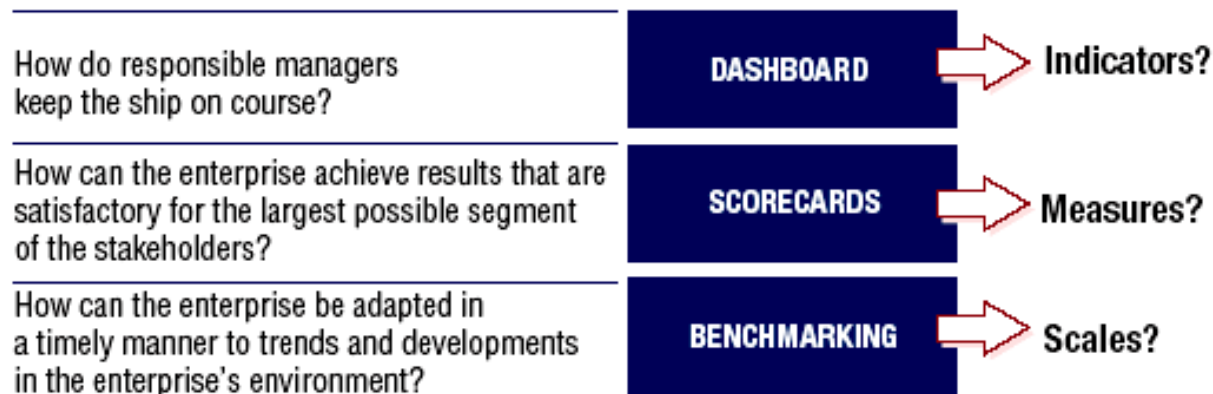 How do responsible managers
keep the ship on course?
DASHBOARD
Indicators?
How can the enterprise achieve results that are
satisfactory for the largest possible segment
of the stakeholders?
SCORECARDS
Measures?
How can the enterprise be adapted in
a timely manner to trends and developments
in the enterprise's environment?
BENCHMARKING
Scales?